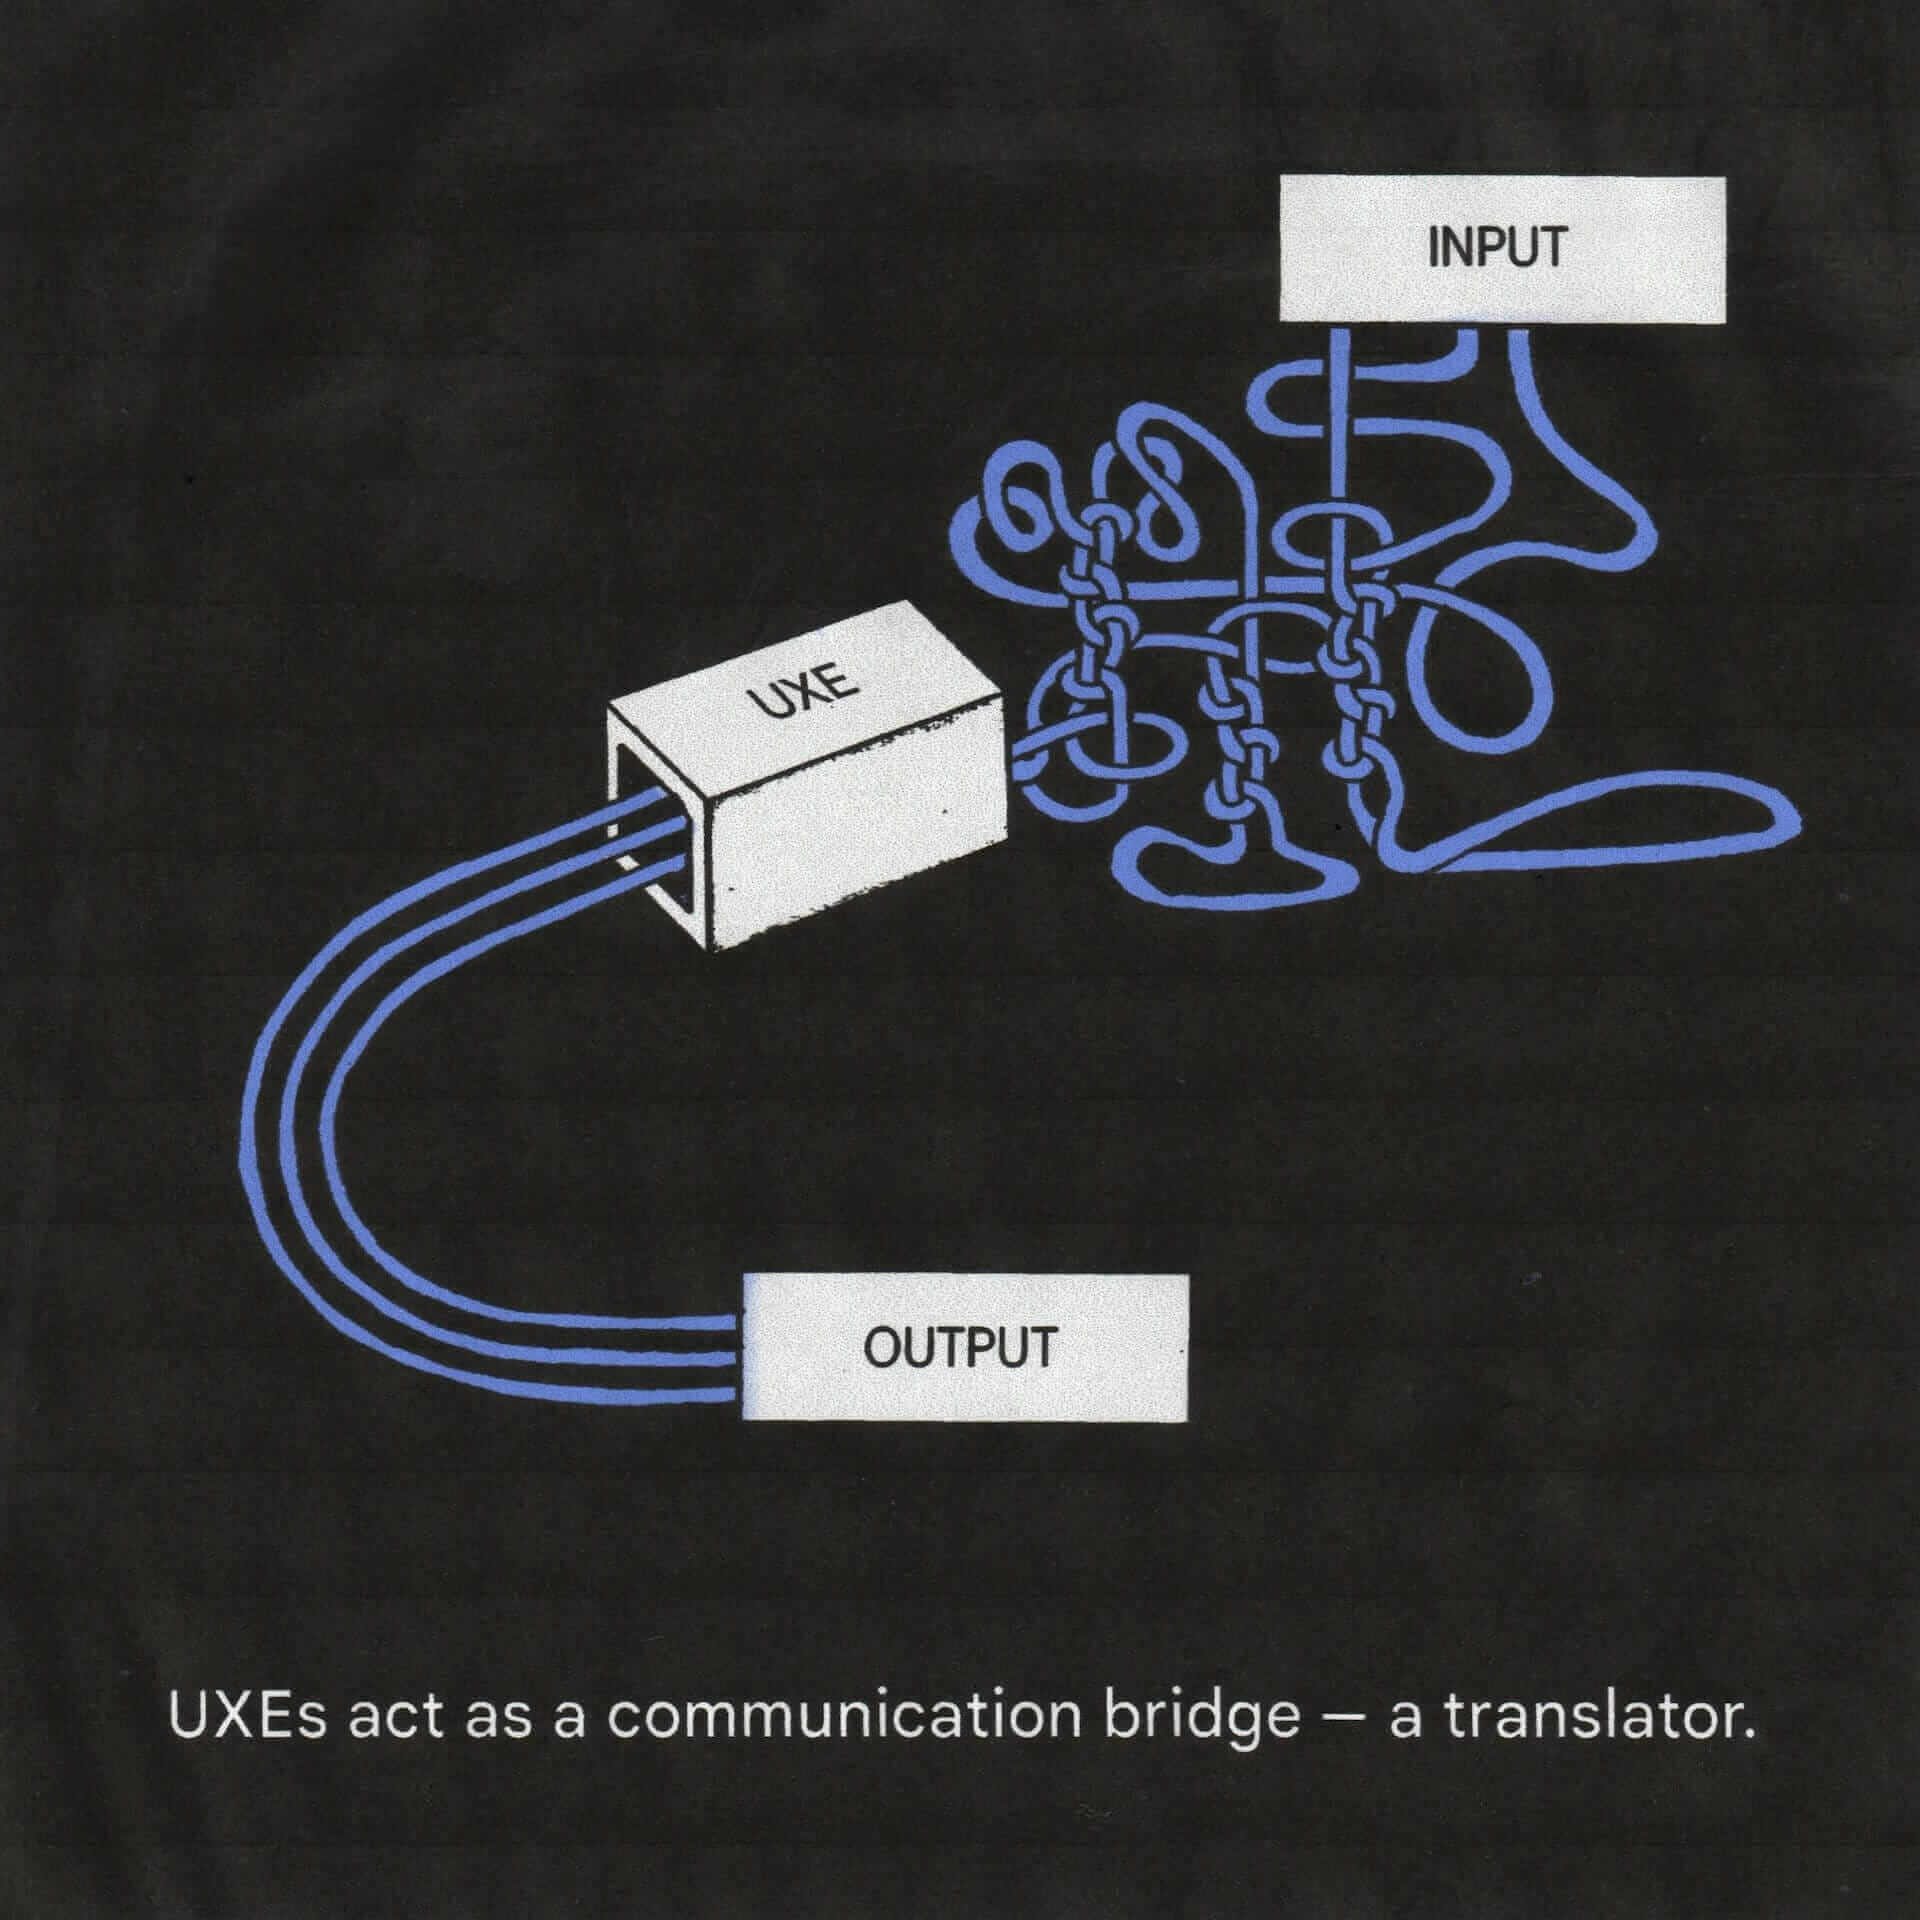 INPUT
UXE
OUTPUT
UXEs act as a communication bridge – a translator.